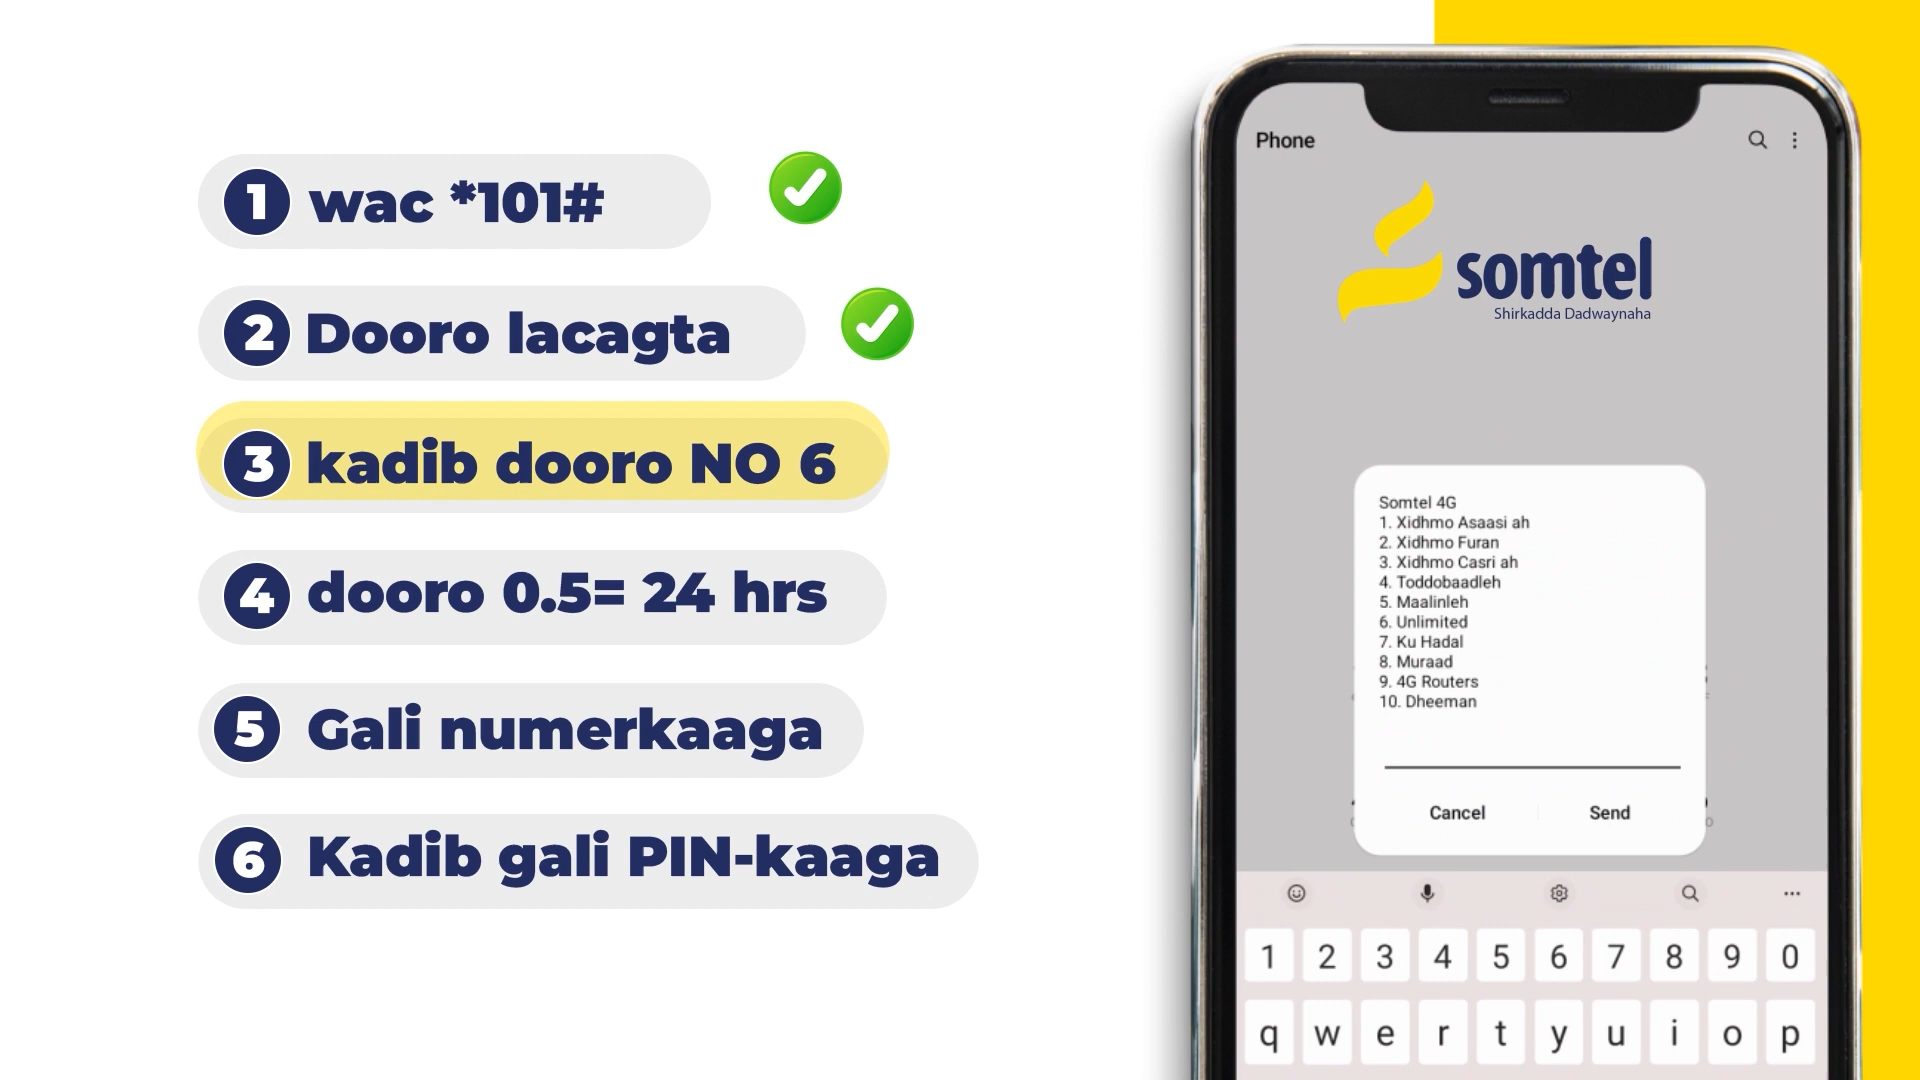 1 wac *101#
2 Dooro lacagta
3 kadib dooro NO 6
4 dooro 0.5= 24 hrs
5 Gali numerkaaga
6 Kadib gali PIN-kaaga
Phone
somtel
Shirkadda Dadwaynaha
Somtel 4G
1. Xidhmo Asaasi ah
2. Xidhmo Furan
3. Xidhmo Casri ah
4. Toddobaadleh
5. Maalinleh
6. Unlimited
7. Ku Hadal
8. Muraad
9. 4G Routers
10. Dheeman
Cancel Send
1 2 3 4 5 6 7 8 9 0
q w e r t y u i o p